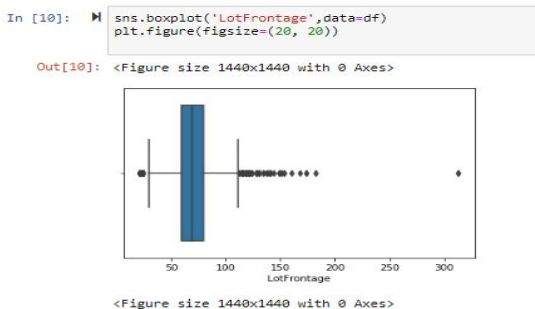 In [10]:
sns.boxplot('LotFrontage',data=df)
plt.figure(figsize=(20, 20))
Out[10]: <Figure size 1440x1440 with 0 Axes>
50 100 150 200 250 300
LotFrontage
<Figure size 1440x1440 with 0 Axes>